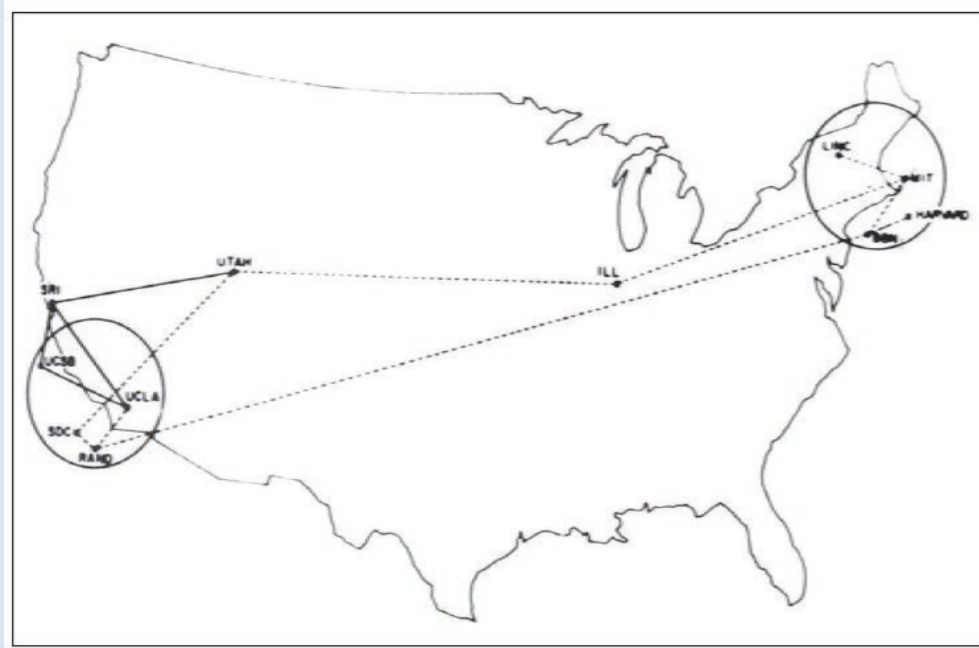 LINC
MIT
HARVARD
BBN
UTAH
ILL
SRI
UCSB
UCLA
SDC
RAND